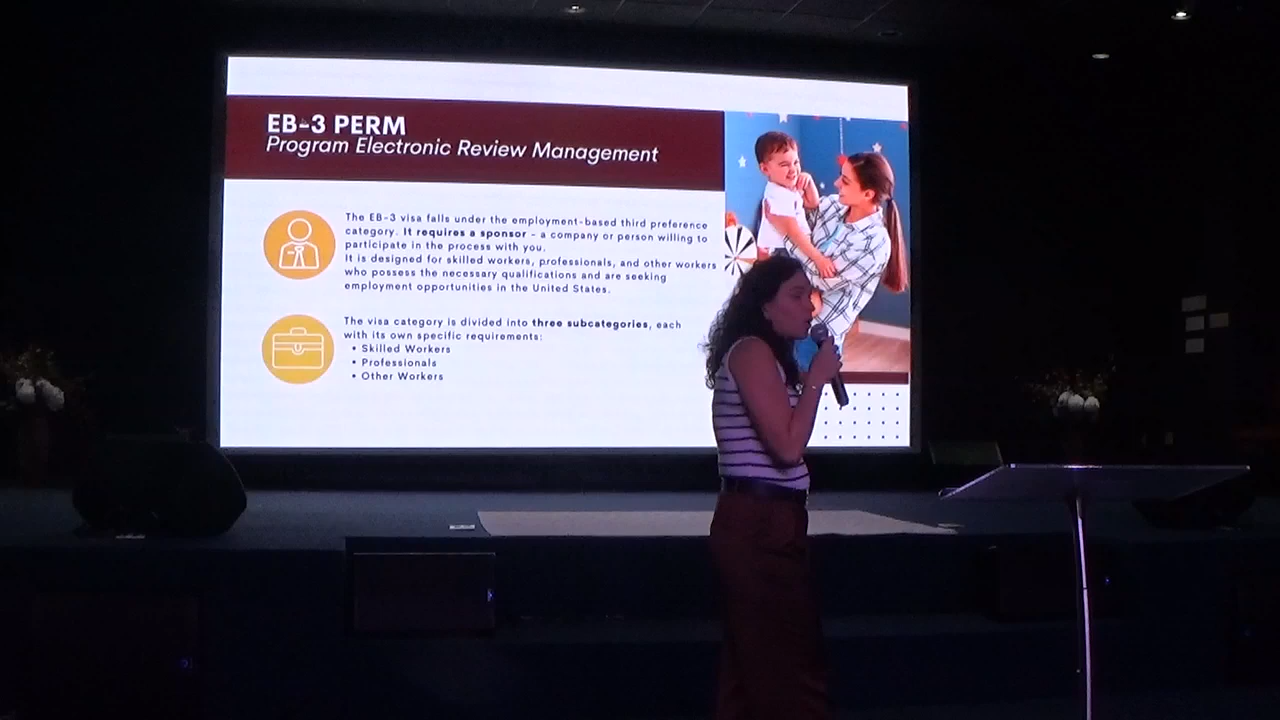 EB-3 PERM
Program Electronic Review Management
The EB-3 visa falls under the employment-based third preference
category. It requires a sponsor - a company or person willing to
participate in the process with you.
It is designed for skilled workers, professionals, and other workers
who possess the necessary qualifications and are seeking
employment opportunities in the United States.
The visa category is divided into three subcategories, each
with its own specific requirements:
• Skilled Workers
• Professionals
• Other Workers